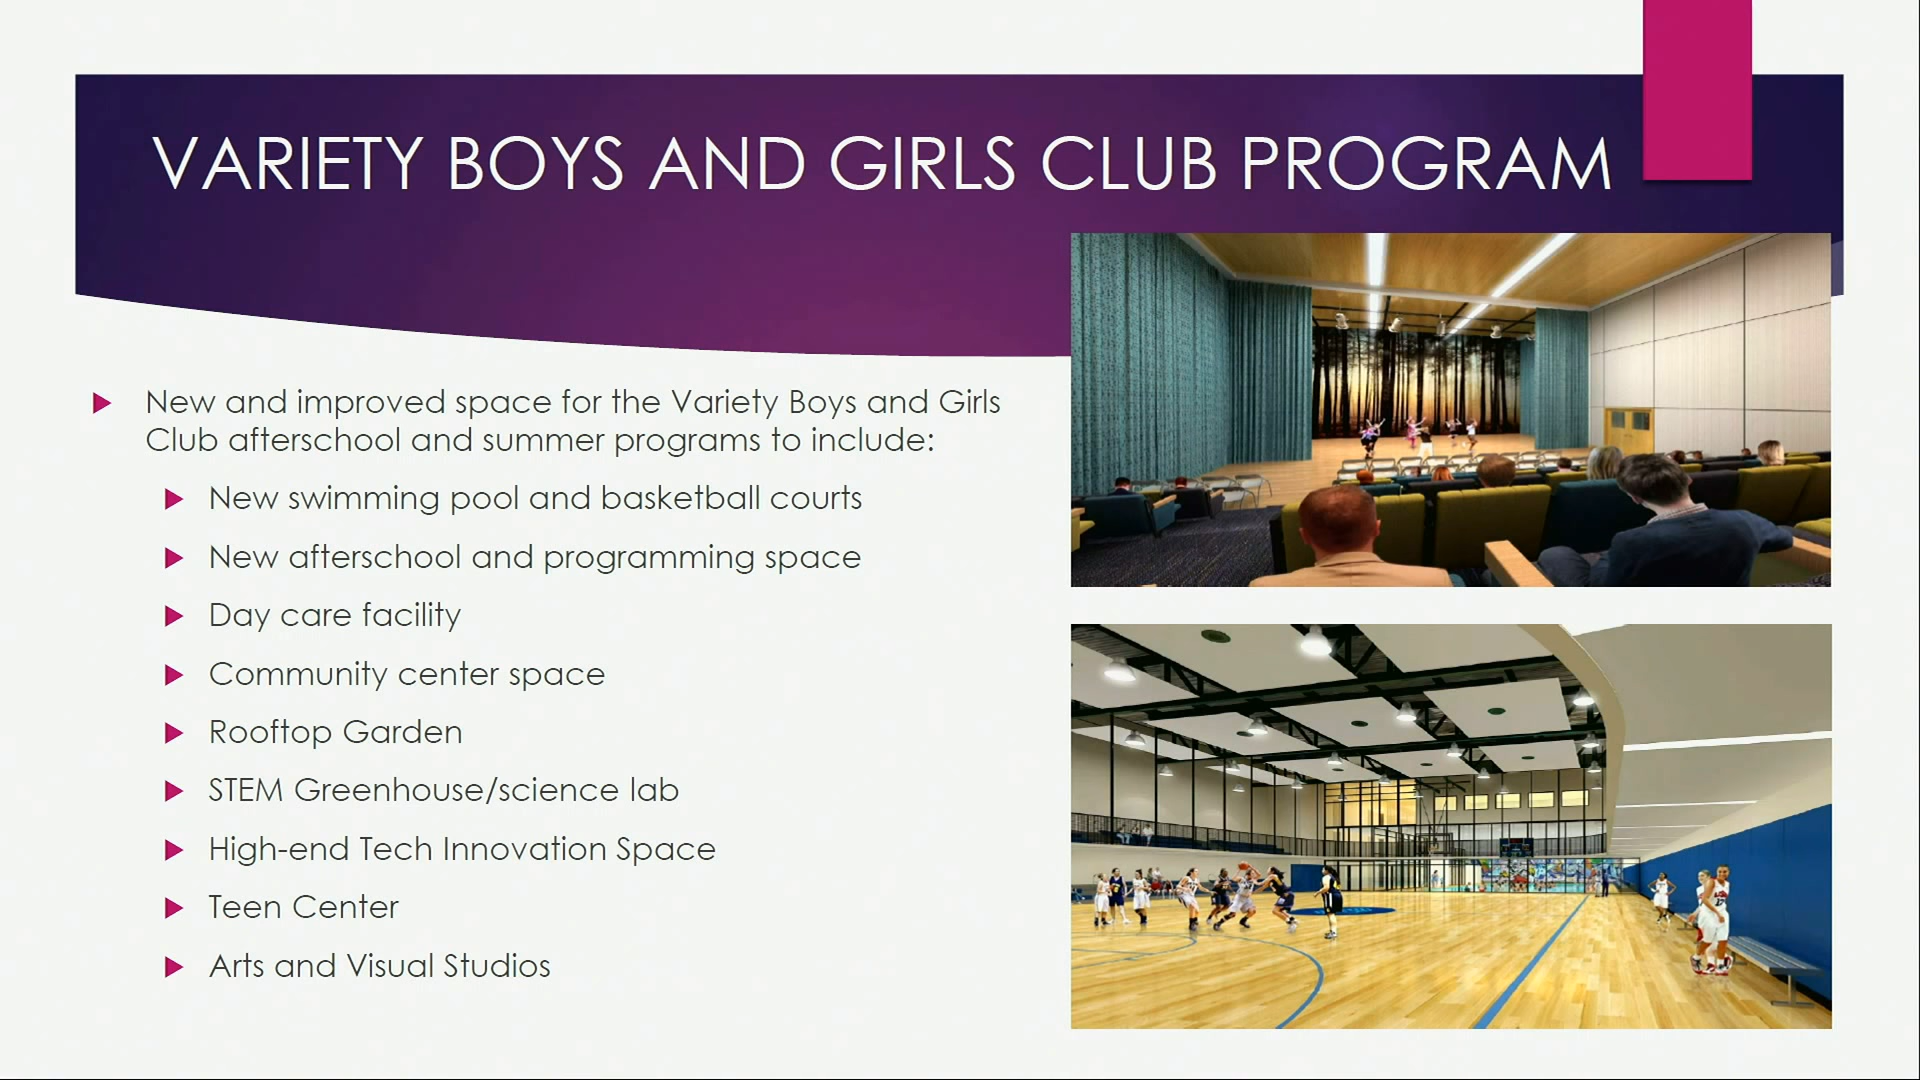 VARIETY BOYS AND GIRLS CLUB PROGRAM
New and improved space for the Variety Boys and Girls
Club afterschool and summer programs to include:
New swimming pool and basketball courts
New afterschool and programming space
Day care facility
Community center space
Rooftop Garden
STEM Greenhouse/science lab
High-end Tech Innovation Space
Teen Center
Arts and Visual Studios